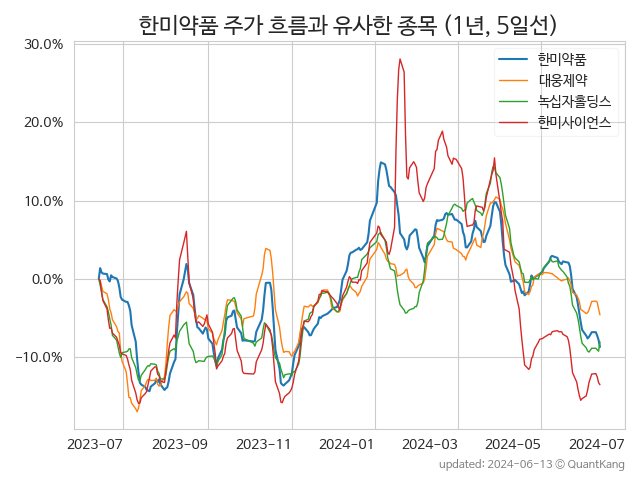 한미약품 주가 흐름과 유사한 종목 (1년, 5일선)
30.0%
20.0%
10.0%
0.0%
−10.0%
한미약품
대웅제약
녹십자홀딩스
한미사이언스
2023-07 2023-09 2023-11 2024-01 2024-03 2024-05 2024-07
updated: 2024-06-13 © QuantKang